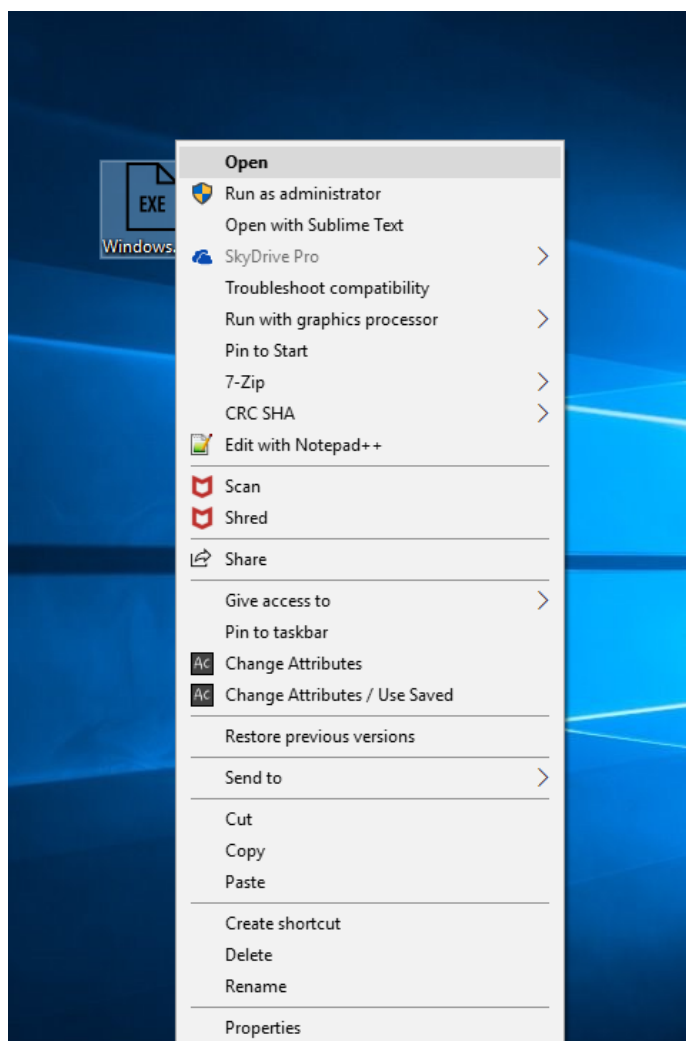 EXE
Windows.
Open
Run as administrator
Open with Sublime Text
SkyDrive Pro
Troubleshoot compatibility
Run with graphics processor
Pin to Start
7-Zip
CRC SHA
Edit with Notepad++
Scan
Shred
Share
Give access to
Pin to taskbar
Ac Change Attributes
Ac Change Attributes / Use Saved
Restore previous versions
Send to
Cut
Copy
Paste
Create shortcut
Delete
Rename
Properties